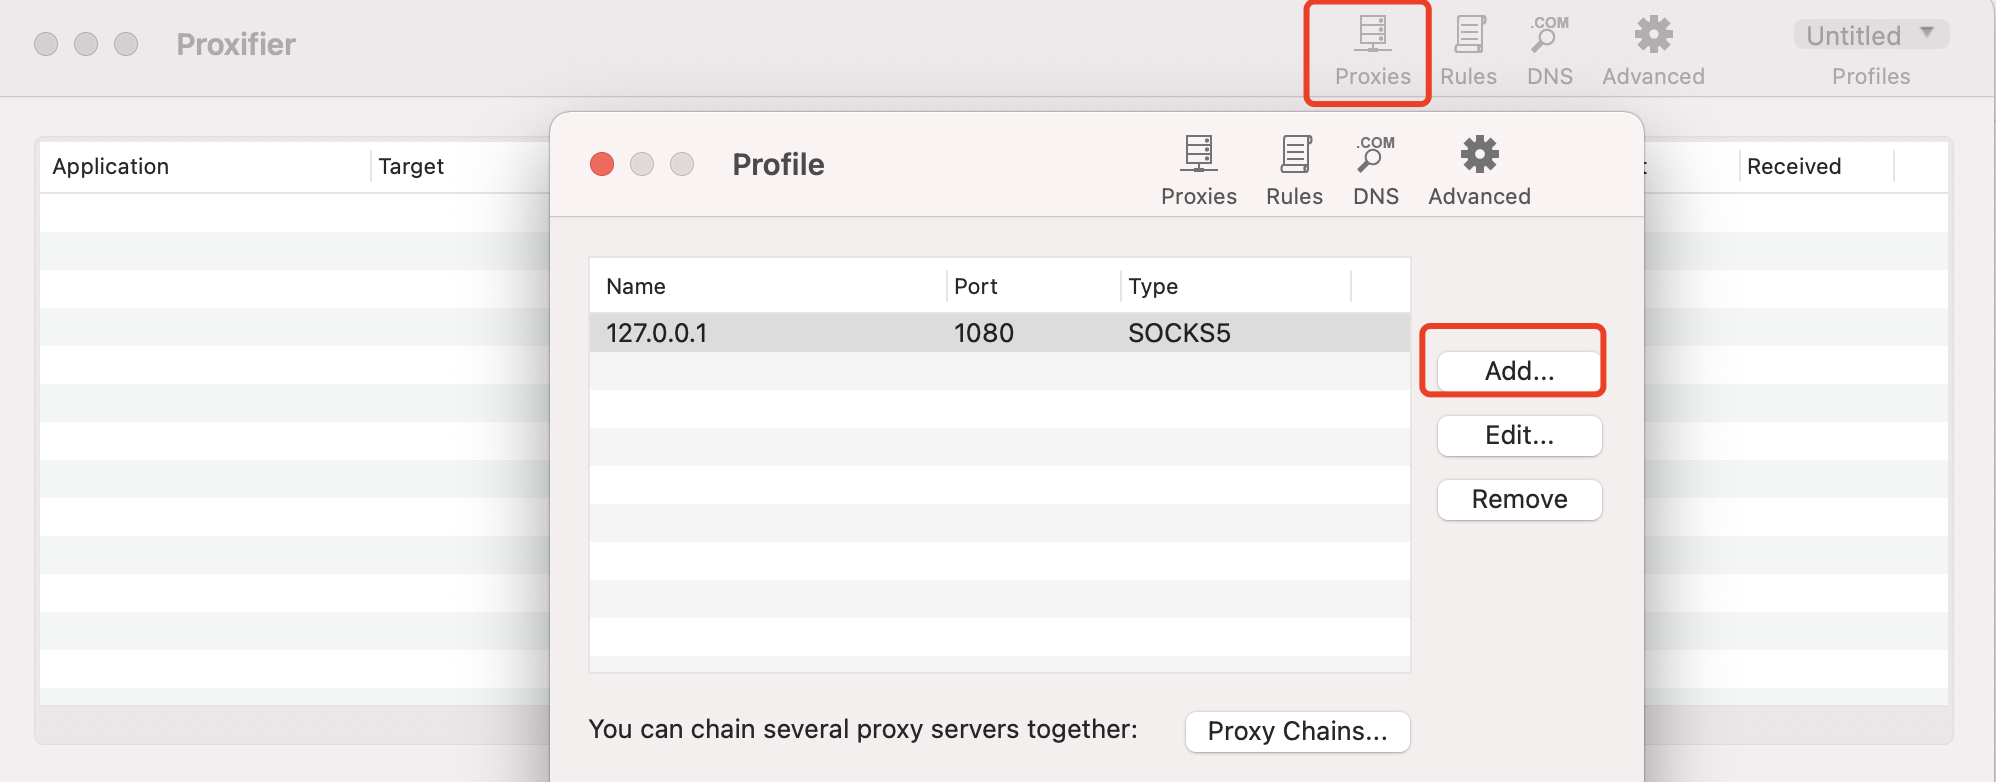 Proxifier
.COM
Proxies Rules DNS Advanced
Untitled
Profiles
Application Target Received
Profile
.COM
Proxies Rules DNS Advanced
Name Port Type
127.0.0.1 1080 SOCKS5
Add...
Edit...
Remove
You can chain several proxy servers together: Proxy Chains...